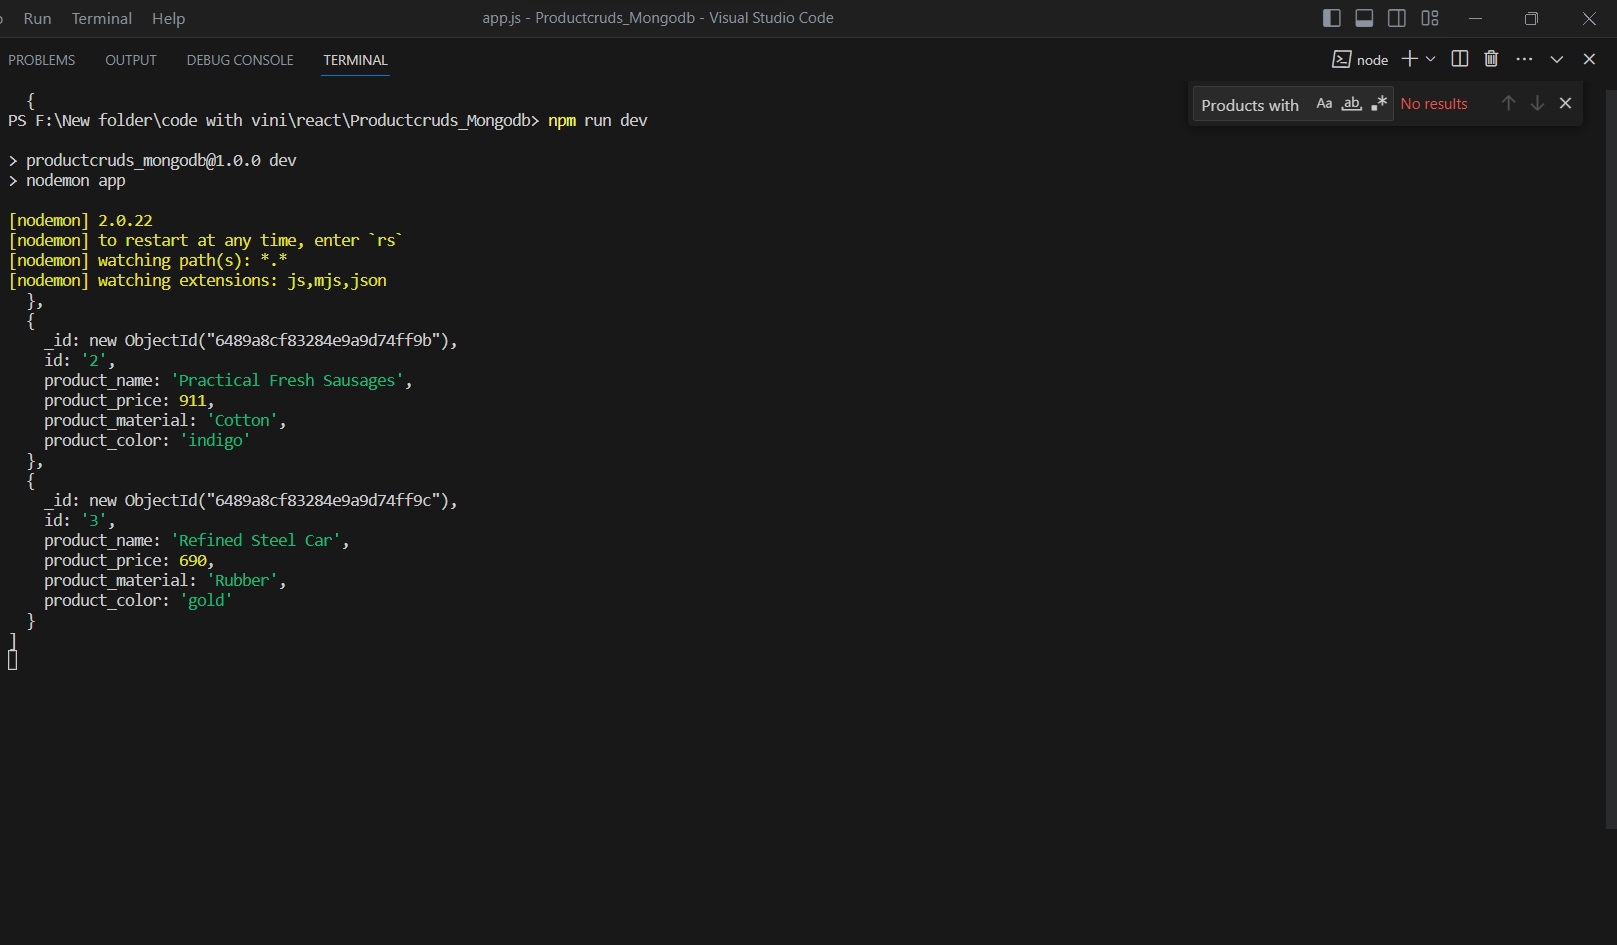 Run Terminal Help app.js - Productcruds_Mongodb - Visual Studio Code
PROBLEMS OUTPUT DEBUG CONSOLE TERMINAL node
Products with Aa ab No results
{
PS F:\New folder\code with vini\react\Productcruds_Mongodb> npm run dev
> productcruds_mongodb@1.0.0 dev
> nodemon app
[nodemon] 2.0.22
[nodemon] to restart at any time, enter `rs`
[nodemon] watching path(s): *.*
[nodemon] watching extensions: js,mjs,json
},
{
_id: new ObjectId("6489a8cf83284e9a9d74ff9b"),
id: '2',
product_name: 'Practical Fresh Sausages',
product_price: 911,
product_material: 'Cotton',
product_color: 'indigo'
},
{
_id: new ObjectId("6489a8cf83284e9a9d74ff9c"),
id: '3',
product_name: 'Refined Steel Car',
product_price: 690,
product_material: 'Rubber',
product_color: 'gold'
}
]